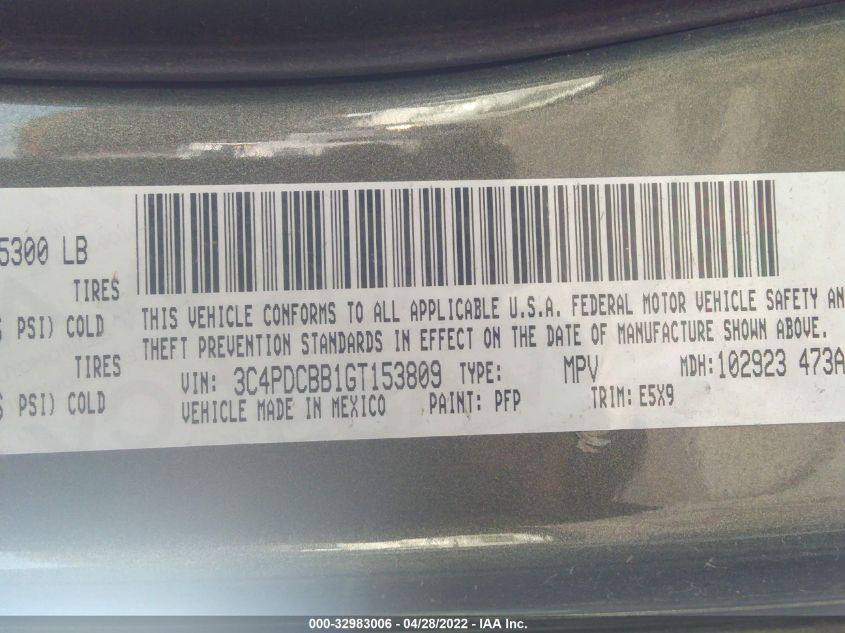 5300 LB
TIRES
PSI) COLD
TIRES
PSI) COLD
THIS VEHICLE CONFORMS TO ALL APPLICABLE U.S.A. FEDERAL MOTOR VEHICLE SAFETY AN
THEFT PREVENTION STANDARDS IN EFFECT ON THE DATE OF MANUFACTURE SHOWN ABOVE.
VIN: 3C4PDCBB1GT153809 TYPE: MPV MDH:102923 473A
VEHICLE MADE IN MEXICO PAINT: PFP TRIM: E5X9
000-32983006 - 04/28/2022 - IAA Inc.